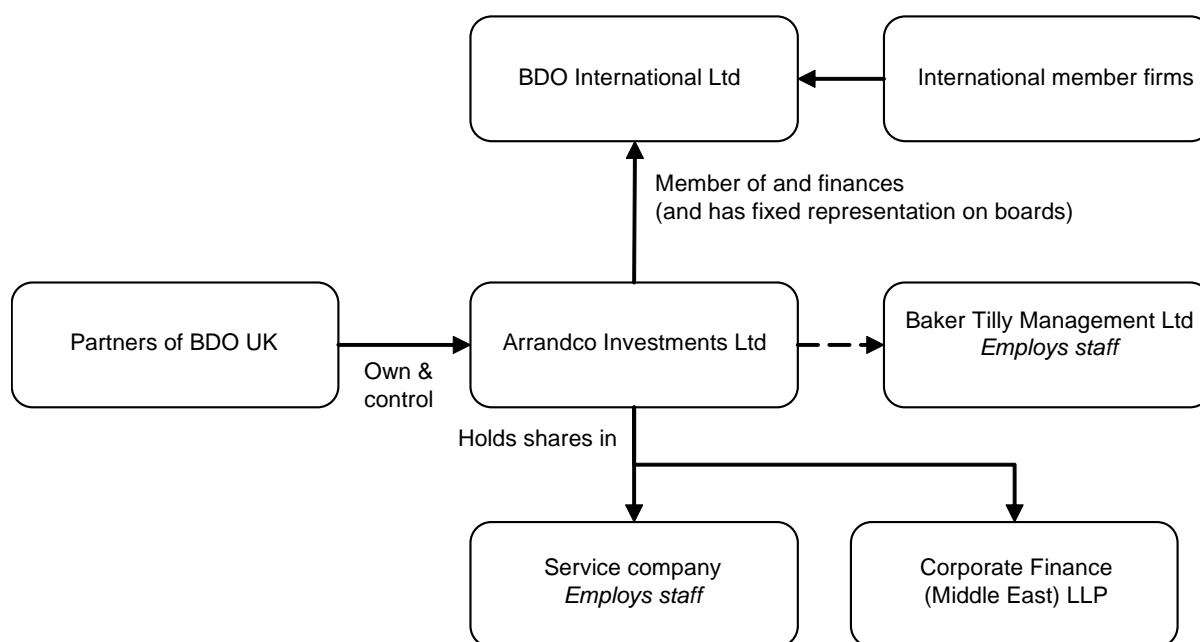 BDO International Ltd
International member firms
Member of and finances
(and has fixed representation on boards)
Partners of BDO UK
Own &
control
Arrandco Investments Ltd
Baker Tilly Management Ltd
Employs staff
Holds shares in
Service company
Employs staff
Corporate Finance
(Middle East) LLP